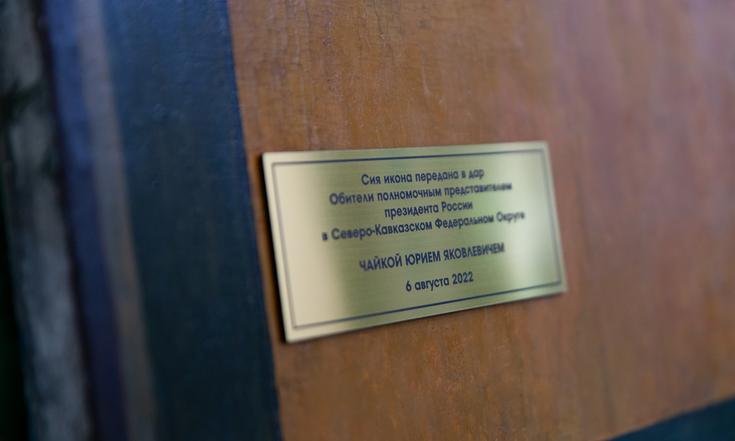 Сия икона передана в дар
Обители полномочным представителем
президента России
в Северо-Кавказском Федеральном Округе
ЧАЙКОЙ ЮРИЕМ ЯКОВЛЕВИЧЕМ
6 августа 2022